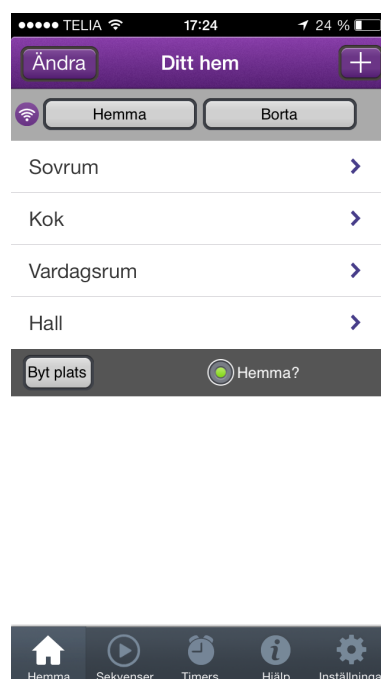 TELIA 17:24 24 %
Ändra Ditt hem
Hemma Borta
Sovrum
Kok
Vardagsrum
Hall
Byt plats Hemma?
Hemma Sekvenser Timers Hjälp Inställninga